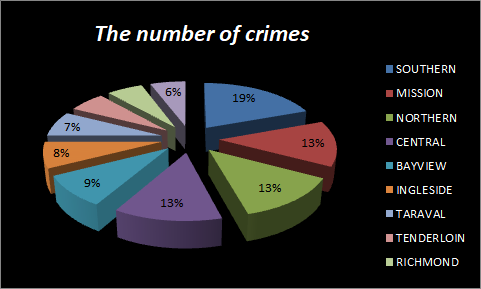 The number of crimes
19%
13%
13%
13%
9%
8%
7%
6%
SOUTHERN
MISSION
NORTHERN
CENTRAL
BAYVIEW
INGLESIDE
TARAVAL
TENDERLOIN
RICHMOND